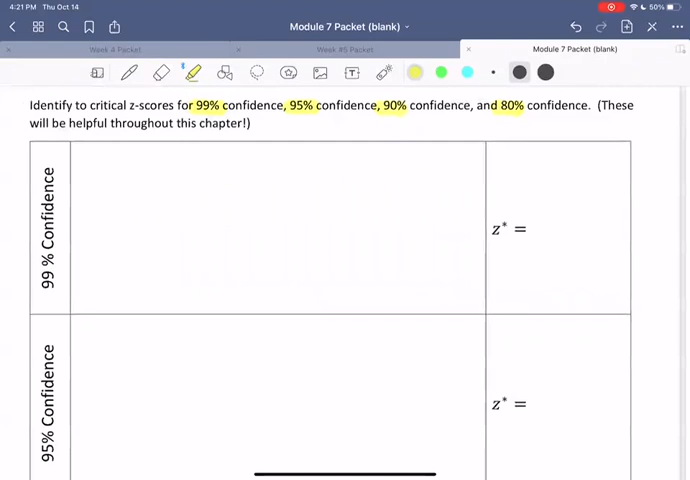 4:21 PM Thu Oct 14
50%
Module 7 Packet (blank)
Week 4 Packet
Week #5 Packet
Module 7 Packet (blank)
Identify to critical z-scores for 99% confidence, 95% confidence, 90% confidence, and 80% confidence. (These
will be helpful throughout this chapter!)
99 % Confidence
z* =
95% Confidence
z* =